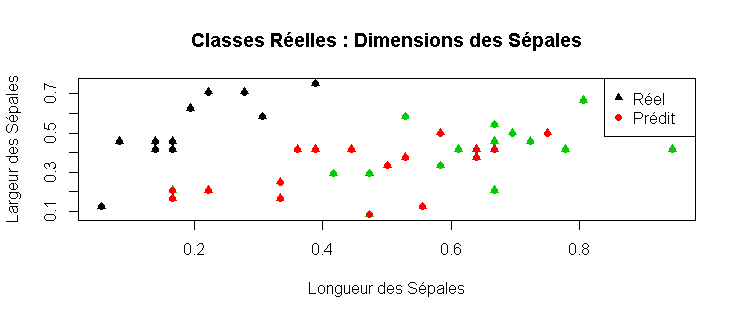 Classes Réelles : Dimensions des Sépales
Largeur des Sépales
0.1 0.3 0.5 0.7
Réel
Prédit
0.2 0.4 0.6 0.8
Longueur des Sépales